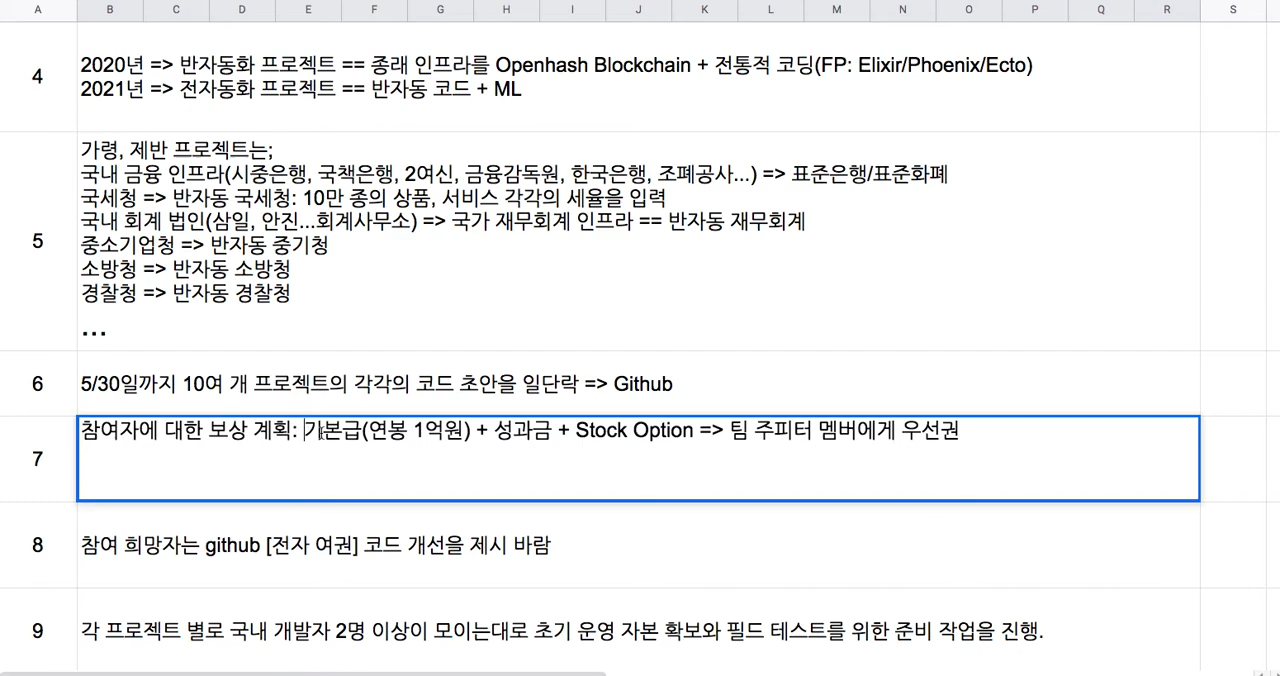 A B C D E F G H I J K L M N O P Q R S
4
2020년 => 반자동화 프로젝트 == 종래 인프라를 Openhash Blockchain + 전통적 코딩(FP: Elixir/Phoenix/Ecto)
2021년 => 전자동화 프로젝트 == 반자동 코드 + ML
5
가령, 제반 프로젝트는;
국내 금융 인프라(시중은행, 국책은행, 2여신, 금융감독원, 한국은행, 조폐공사...) => 표준은행/표준화폐
국세청 => 반자동 국세청: 10만 종의 상품, 서비스 각각의 세율을 입력
국내 회계 법인(삼일, 안진...회계사무소) => 국가 재무회계 인프라 == 반자동 재무회계
중소기업청 => 반자동 중기청
소방청 => 반자동 소방청
경찰청 => 반자동 경찰청
...
6
5/30일까지 10여 개 프로젝트의 각각의 코드 초안을 일단락 => Github
7
참여자에 대한 보상 계획: 기본급(연봉 1억원) + 성과금 + Stock Option => 팀 주피터 멤버에게 우선권
8
참여 희망자는 github [전자 여권] 코드 개선을 제시 바람
9
각 프로젝트 별로 국내 개발자 2명 이상이 모이는대로 초기 운영 자본 확보와 필드 테스트를 위한 준비 작업을 진행.